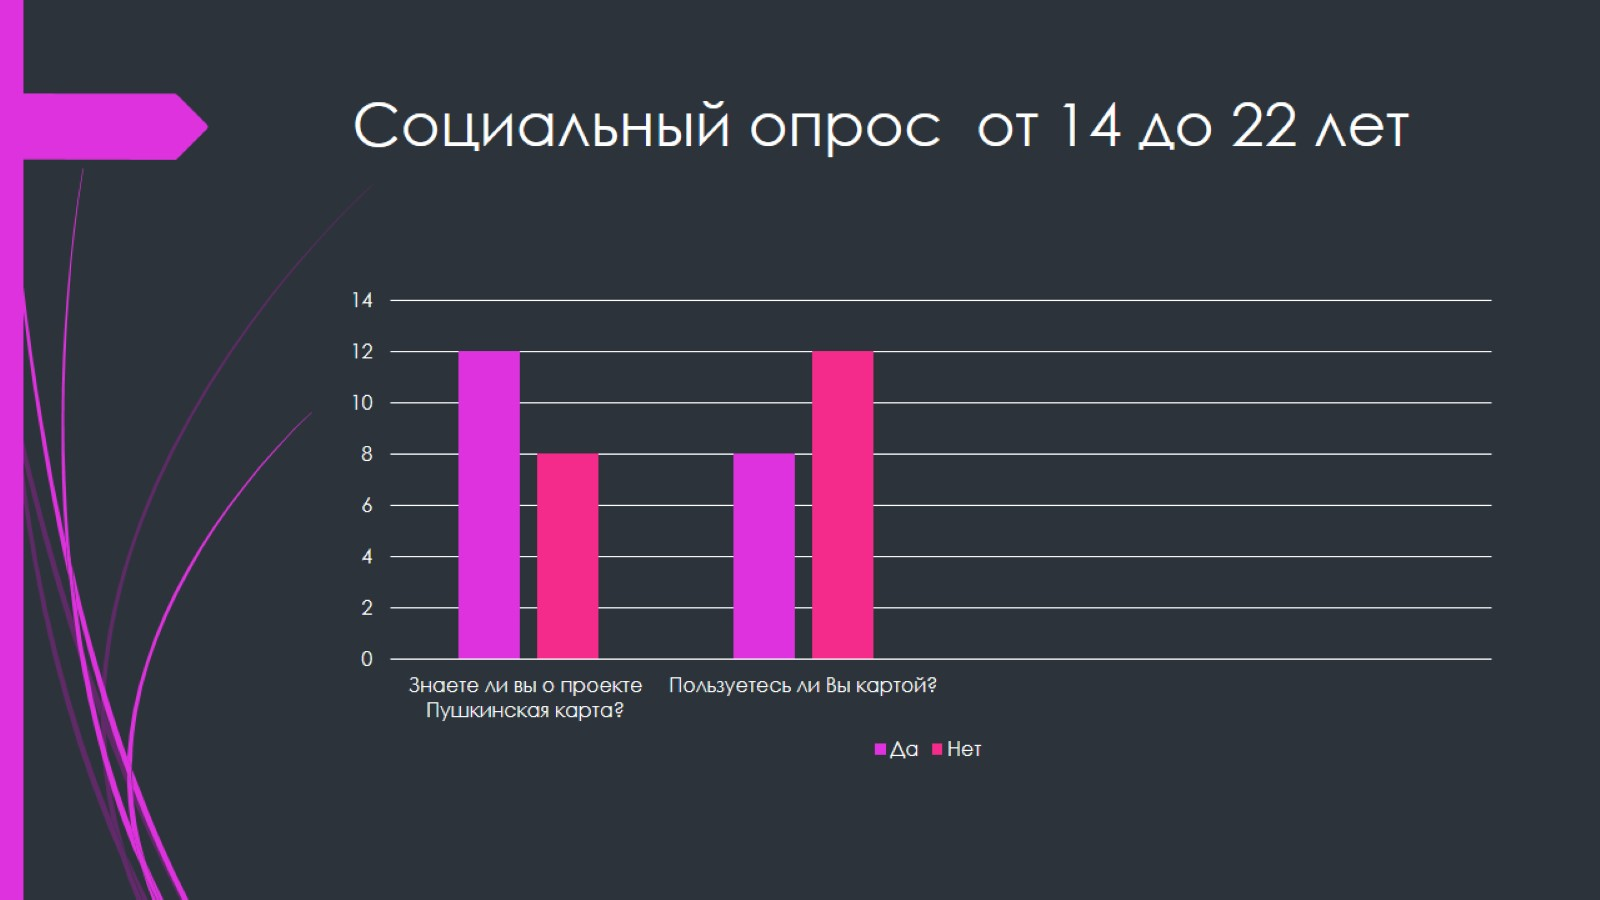 Социальный опрос от 14 до 22 лет
14
12
10
8
6
4
2
0
Знаете ли вы о проекте
Пушкинская карта?
Пользуетесь ли Вы картой?
Да Нет